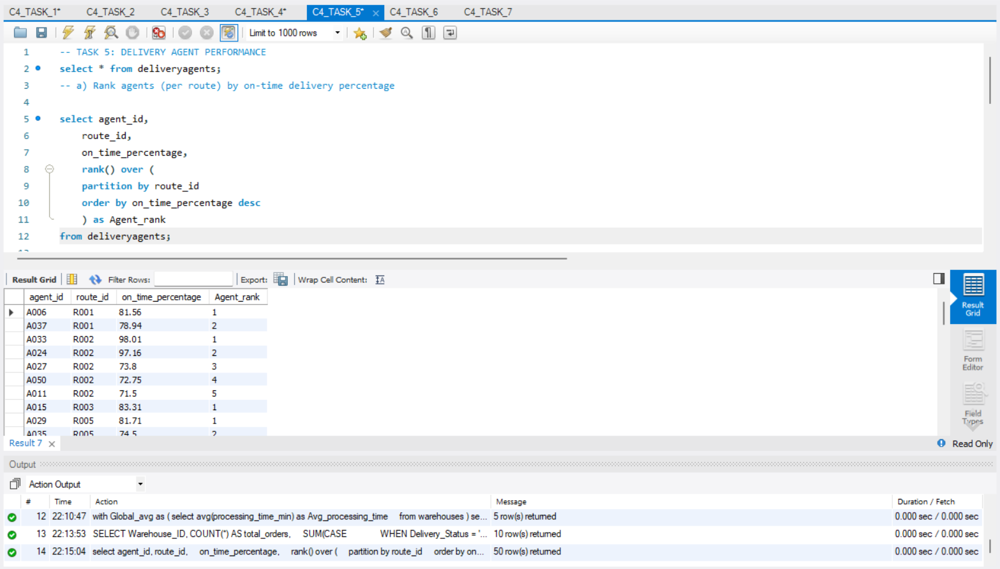 C4_TASK_1* C4_TASK_2 C4_TASK_3 C4_TASK_4* C4_TASK_5* C4_TASK_6 C4_TASK_7
Limit to 1000 rows
1 -- TASK 5: DELIVERY AGENT PERFORMANCE
2 select * from deliveryagents;
3 -- a) Rank agents (per route) by on-time delivery percentage
4
5 select agent_id,
6 route_id,
7 on_time_percentage,
8 rank() over (
9 partition by route_id
10 order by on_time_percentage desc
11 ) as Agent_rank
12 from deliveryagents;
Result Grid Filter Rows: Export: Wrap Cell Content:
agent_id route_id on_time_percentage Agent_rank
A006 R001 81.56 1
A037 R001 78.94 2
A033 R002 98.01 1
A024 R002 97.16 2
A027 R002 73.8 3
A050 R002 72.75 4
A011 R002 71.5 5
A015 R003 83.31 1
A029 R005 81.71 1
A035 R005 74.5 2
Result
Grid
Form
Editor
Field
Types
Result 7 Read Only
Output
Action Output
# Time Action Message Duration / Fetch
12 22:10:47 with Global_avg as ( select avg(processing_time_min) as Avg_processing_time from warehouses ) se... 5 row(s) returned 0.000 sec / 0.000 sec
13 22:13:53 SELECT Warehouse_ID, COUNT(*) AS total_orders, SUM(CASE WHEN Delivery_Status = '... 10 row(s) returned 0.000 sec / 0.000 sec
14 22:15:04 select agent_id, route_id, on_time_percentage, rank() over ( partition by route_id order by on... 50 row(s) returned 0.000 sec / 0.000 sec